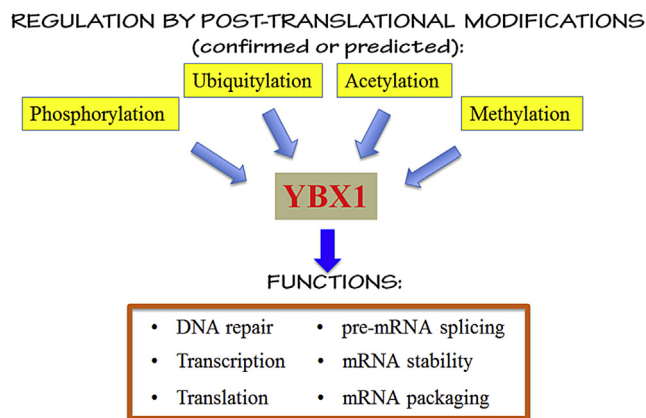 REGULATION BY POST-TRANSLATIONAL MODIFICATIONS
(confirmed or predicted):
Ubiquitylation
Acetylation
Phosphorylation
Methylation
YBX1
FUNCTIONS:
• DNA repair
• Transcription
• Translation
• pre-mRNA splicing
• mRNA stability
• mRNA packaging